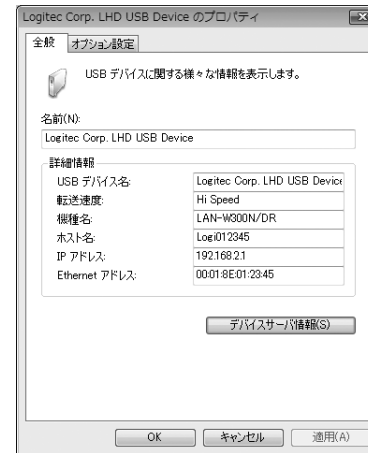 Logitec Corp. LHD USB Device のプロパティ
全般 オプション設定
USB デバイスに関する様々な情報を表示します。
名前(N):
Logitec Corp. LHD USB Device
詳細情報
USB デバイス名: Logitec Corp. LHD USB Device
転送速度: Hi Speed
機種名: LAN-W300N/DR
ホスト名: Logi012345
IP アドレス: 192.168.2.1
Ethernet アドレス: 00:01:8E:01:23:45
デバイスサーバ情報(S)
OK キャンセル 適用(A)